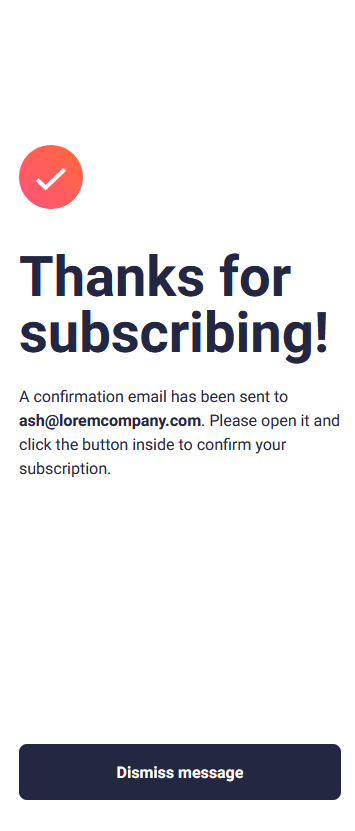 Thanks for
subscribing!
A confirmation email has been sent to
ash@loremcompany.com. Please open it and
click the button inside to confirm your
subscription.
Dismiss message